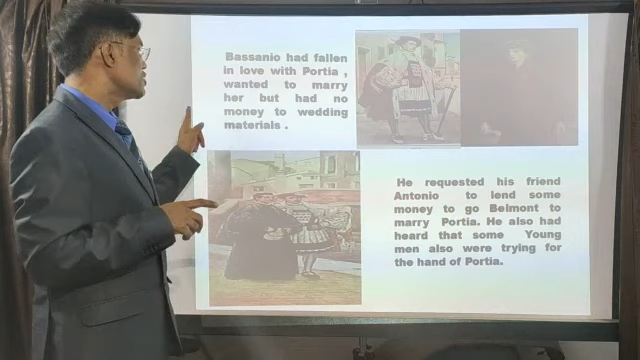 Bassanio had fallen
in love with Portia ,
wanted to marry
her but had no
money to wedding
materials .
He requested his friend
Antonio to lend some
money to go Belmont to
marry Portia. He also had
heard that some Young
men also were trying for
the hand of Portia.